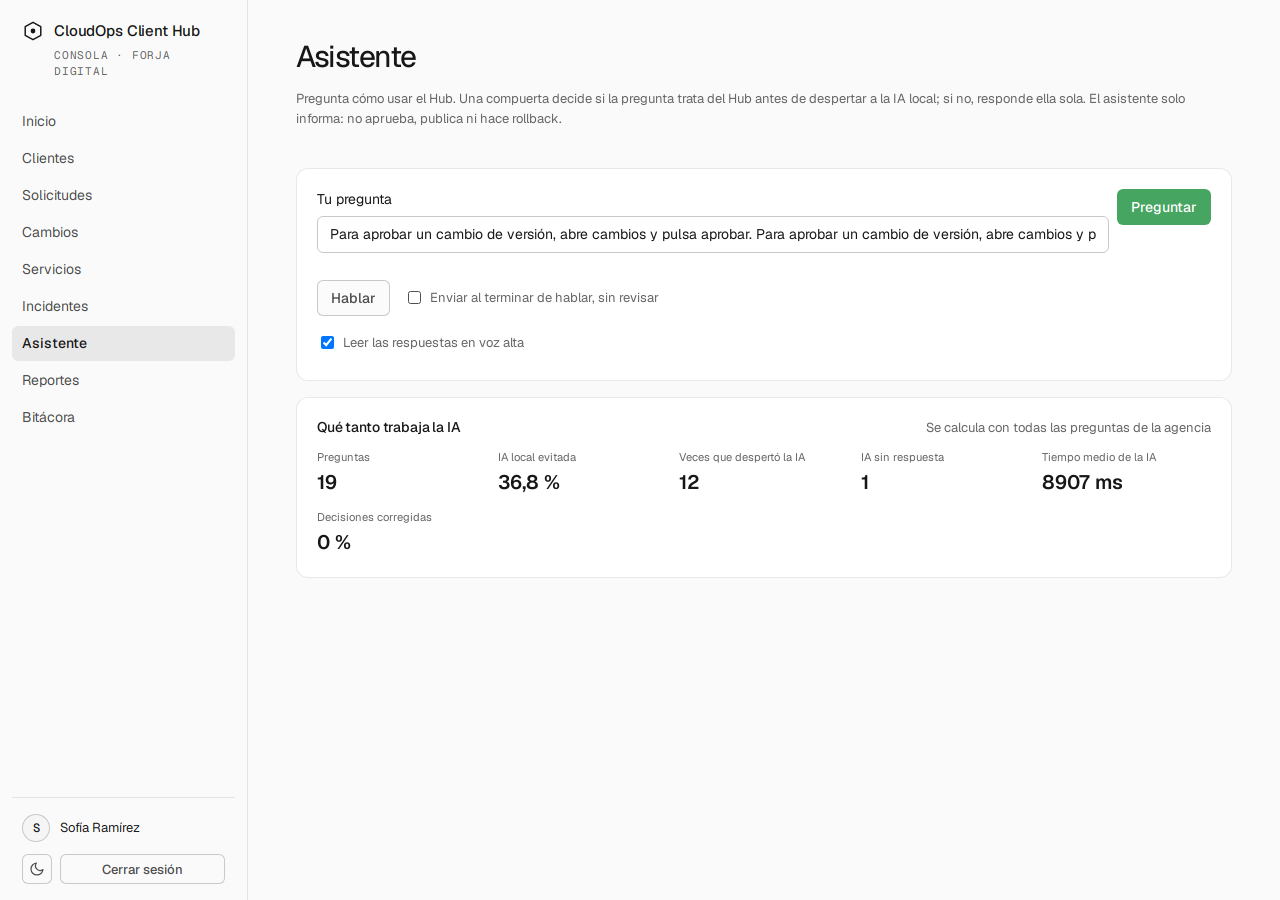 CloudOps Client Hub
CONSOLA · FORJA
DIGITAL
Inicio
Clientes
Solicitudes
Cambios
Servicios
Incidentes
Asistente
Reportes
Bitácora
S
Sofía Ramírez
Cerrar sesión
Asistente
Pregunta cómo usar el Hub. Una compuerta decide si la pregunta trata del Hub antes de despertar a la IA local; si no, responde ella sola. El asistente solo
informa: no aprueba, publica ni hace rollback.
Tu pregunta
Para aprobar un cambio de versión, abre cambios y pulsa aprobar. Para aprobar un cambio de versión, abre cambios y p
Preguntar
Hablar
Enviar al terminar de hablar, sin revisar
Leer las respuestas en voz alta
Qué tanto trabaja la IA
Se calcula con todas las preguntas de la agencia
Preguntas
19
IA local evitada
36,8 %
Veces que despertó la IA
12
IA sin respuesta
1
Tiempo medio de la IA
8907 ms
Decisiones corregidas
0 %